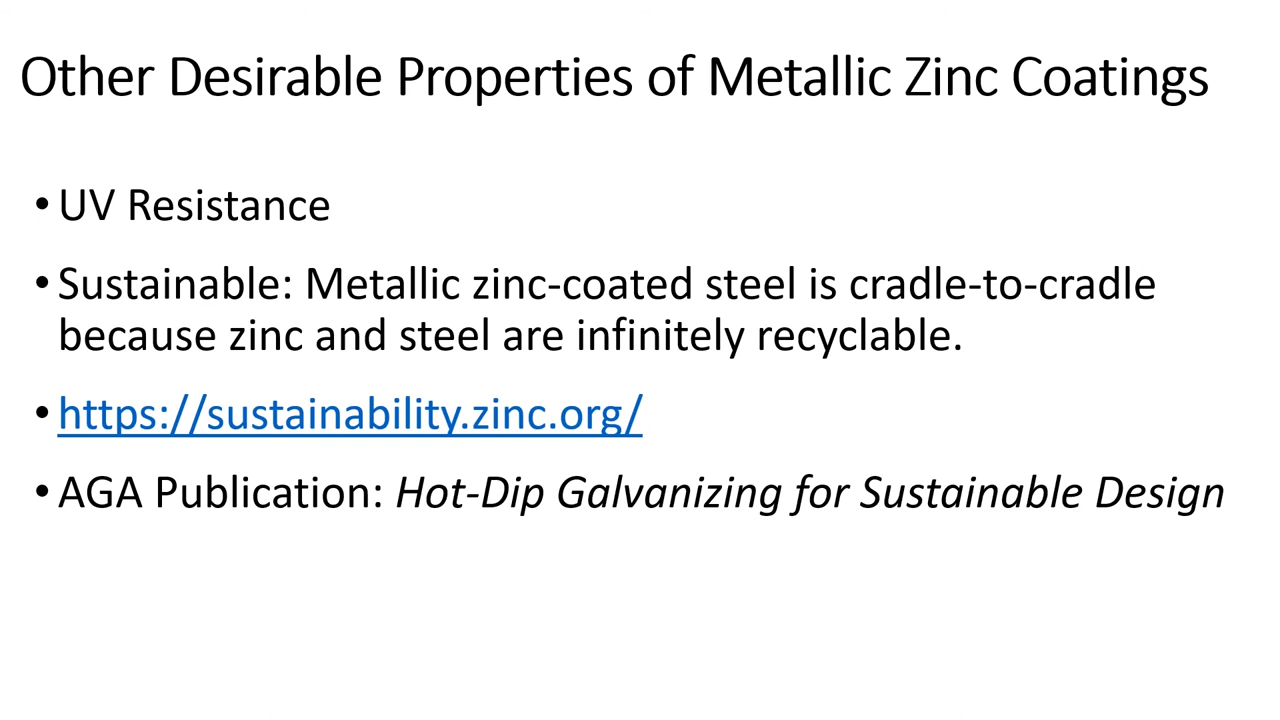 Other Desirable Properties of Metallic Zinc Coatings
• UV Resistance
• Sustainable: Metallic zinc-coated steel is cradle-to-cradle
because zinc and steel are infinitely recyclable.
• https://sustainability.zinc.org/
• AGA Publication: Hot-Dip Galvanizing for Sustainable Design